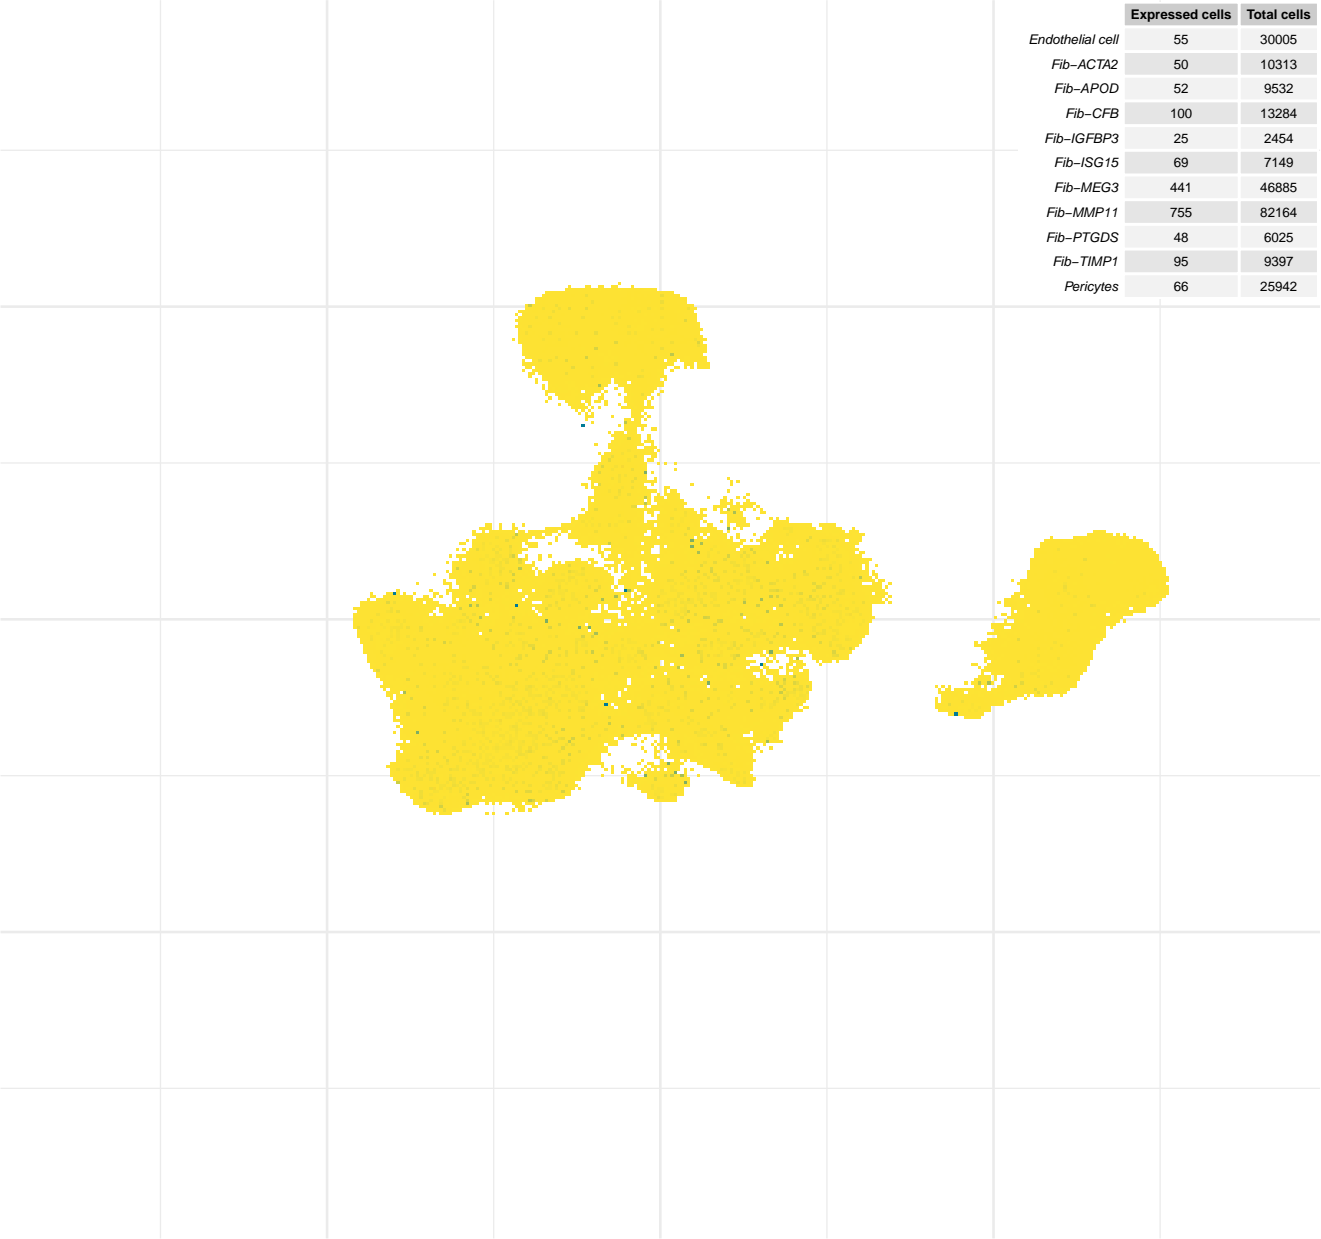 Expressed cells Total cells
Endothelial cell 55 30005
Fib−ACTA2 50 10313
Fib−APOD 52 9532
Fib−CFB 100 13284
Fib−IGFBP3 25 2454
Fib−ISG15 69 7149
Fib−MEG3 441 46885
Fib−MMP11 755 82164
Fib−PTGDS 48 6025
Fib−TIMP1 95 9397
Pericytes 66 25942